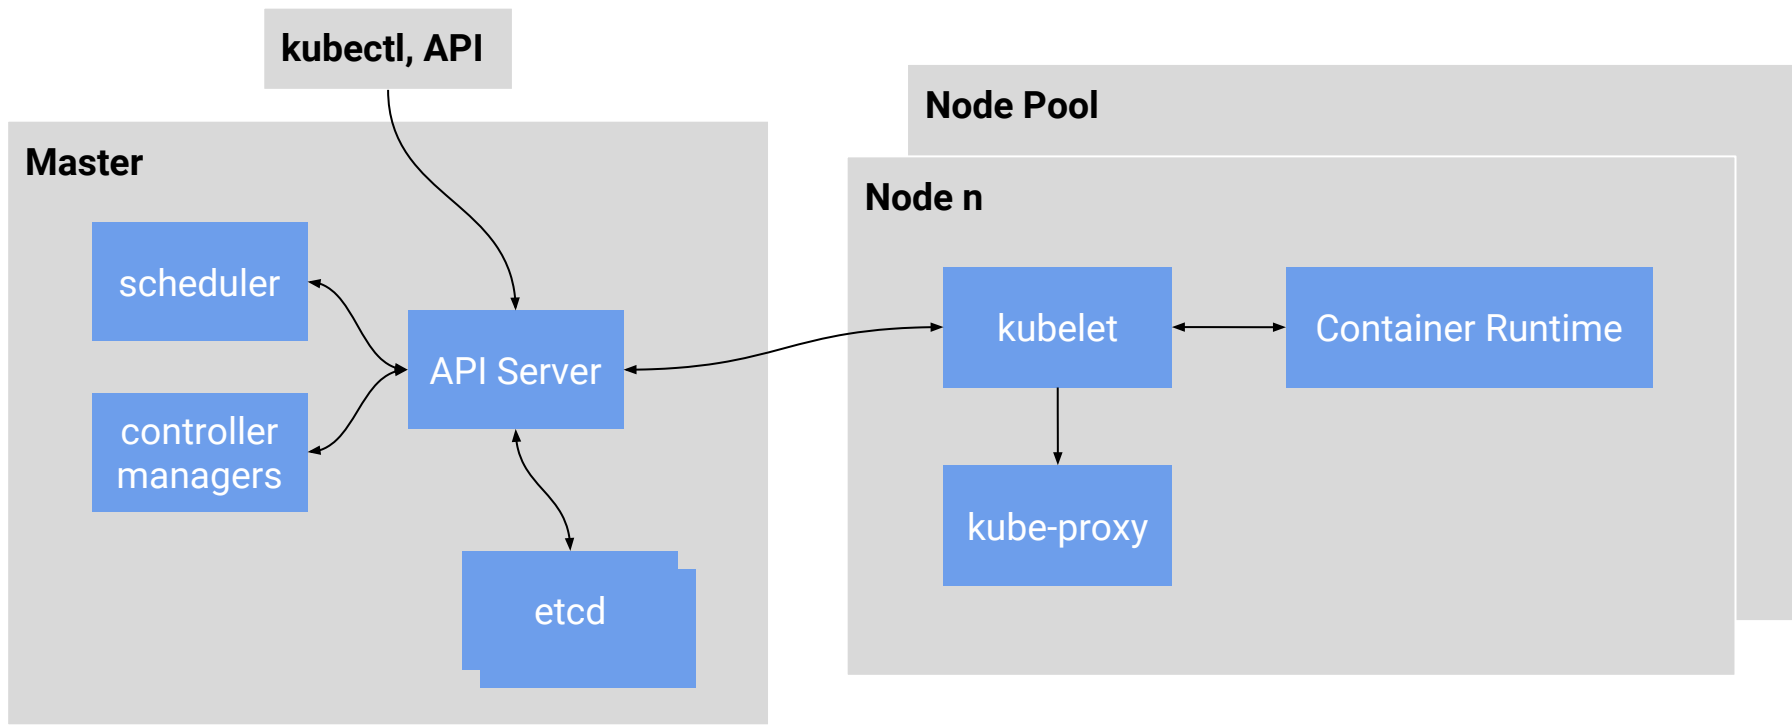 kubectl, API
Master
scheduler
controller
managers
API Server
etcd
Node Pool
Node n
kubelet
Container Runtime
kube-proxy